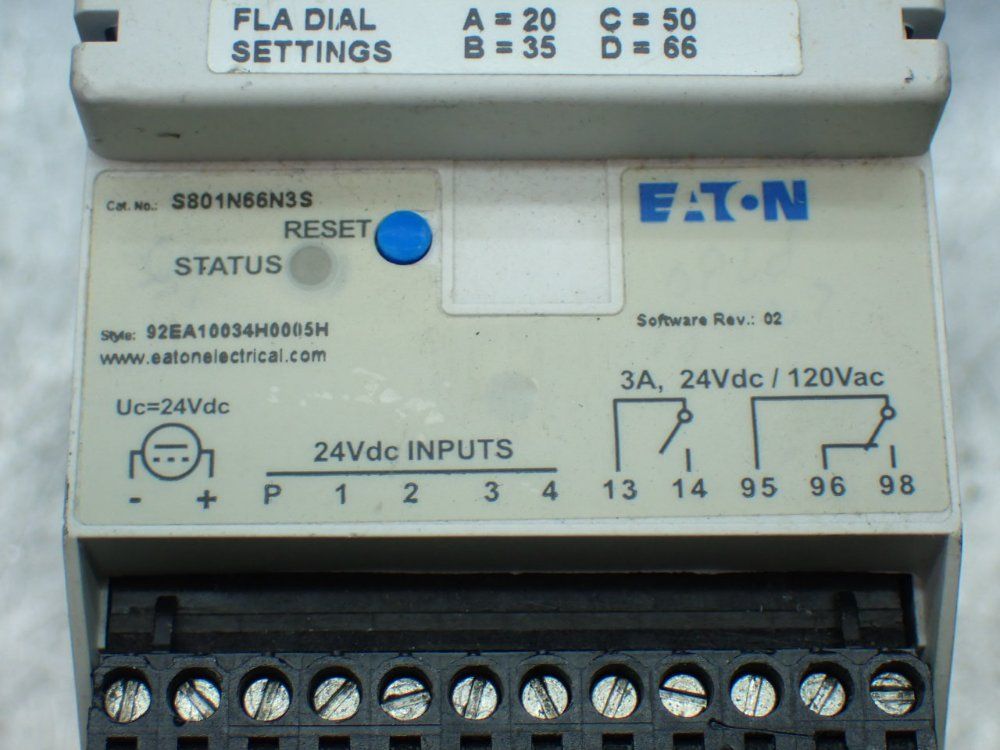 FLA DIAL A = 20 C = 50
SETTINGS B = 35 D = 66
Cat. No.: S801N66N3S
EATON
RESET
STATUS
Software Rev.: 02
Style: 92EA10034H0005H
www.eatonelectrical.com
3A, 24Vdc / 120Vac
Uc=24Vdc
24Vdc INPUTS
- + P 1 2 3 4 13 14 95 96 98